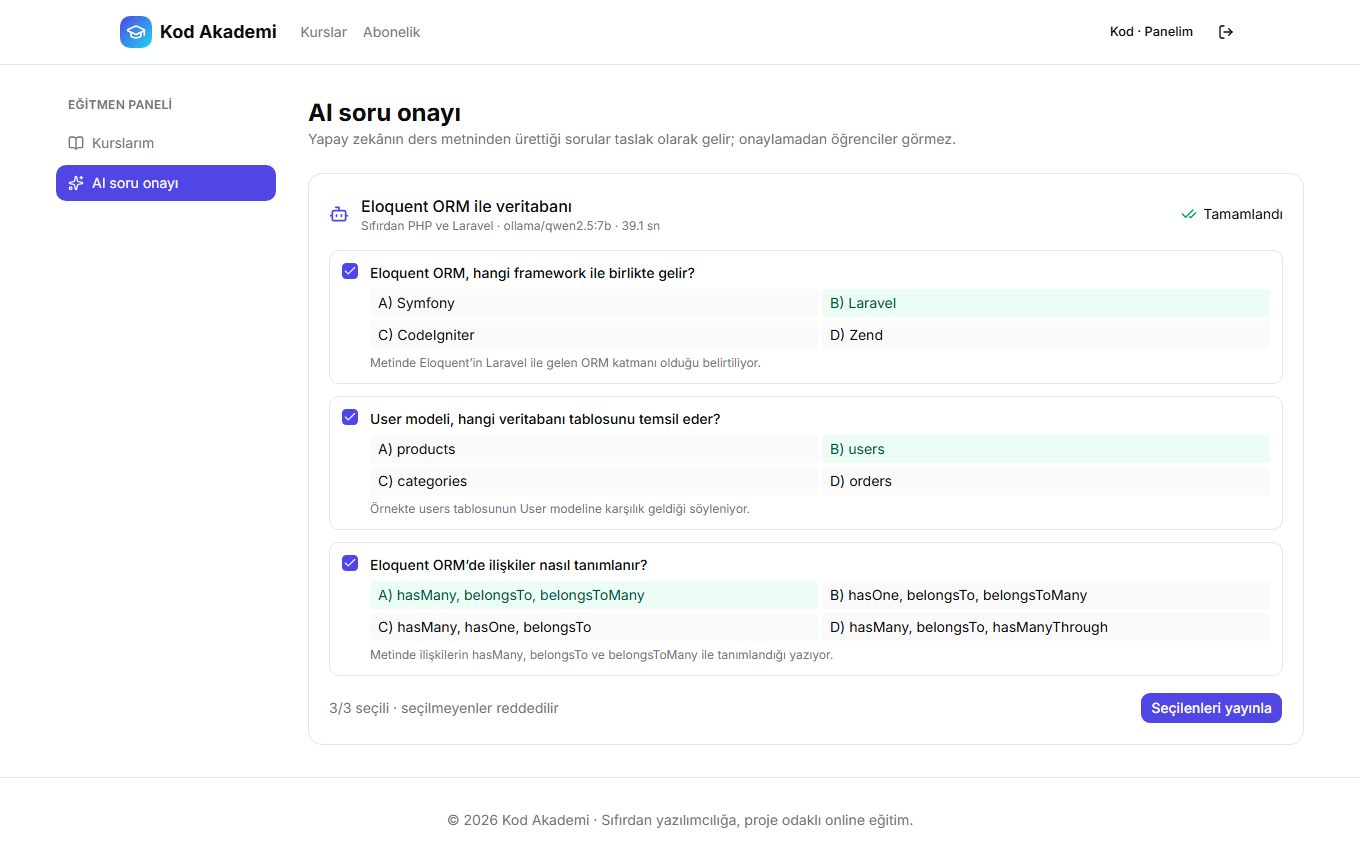 Kod Akademi
Kurslar
Abonelik
Kod · Panelim
EĞİTMEN PANELİ
Kurslarım
AI soru onayı
AI soru onayı
Yapay zekânın ders metninden ürettiği sorular taslak olarak gelir; onaylamadan öğrenciler görmez.
Eloquent ORM ile veritabanı
Sıfırdan PHP ve Laravel · ollama/qwen2.5:7b · 39.1 sn
Tamamlandı
Eloquent ORM, hangi framework ile birlikte gelir?
A) Symfony
B) Laravel
C) CodeIgniter
D) Zend
Metinde Eloquent’in Laravel ile gelen ORM katmanı olduğu belirtiliyor.
User modeli, hangi veritabanı tablosunu temsil eder?
A) products
B) users
C) categories
D) orders
Örnekte users tablosunun User modeline karşılık geldiği söyleniyor.
Eloquent ORM’de ilişkiler nasıl tanımlanır?
A) hasMany, belongsTo, belongsToMany
B) hasOne, belongsTo, belongsToMany
C) hasMany, hasOne, belongsTo
D) hasMany, belongsTo, hasManyThrough
Metinde ilişkilerin hasMany, belongsTo ve belongsToMany ile tanımlandığı yazıyor.
3/3 seçili · seçilmeyenler reddedilir
Seçilenleri yayınla
© 2026 Kod Akademi · Sıfırdan yazılımcılığa, proje odaklı online eğitim.